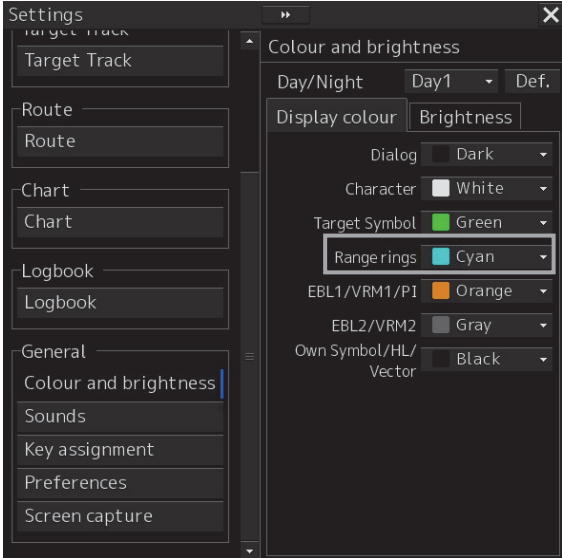 Settings
Target Track
Target Track
Route
Route
Chart
Chart
Logbook
Logbook
General
Colour and brightness
Sounds
Key assignment
Preferences
Screen capture
Colour and brightness
Day/Night Day1 Def.
Display colour Brightness
Dialog Dark
Character White
Target Symbol Green
Range rings Cyan
EBL1/VRM1/PI Orange
EBL2/VRM2 Gray
Own Symbol/HL/
Vector Black